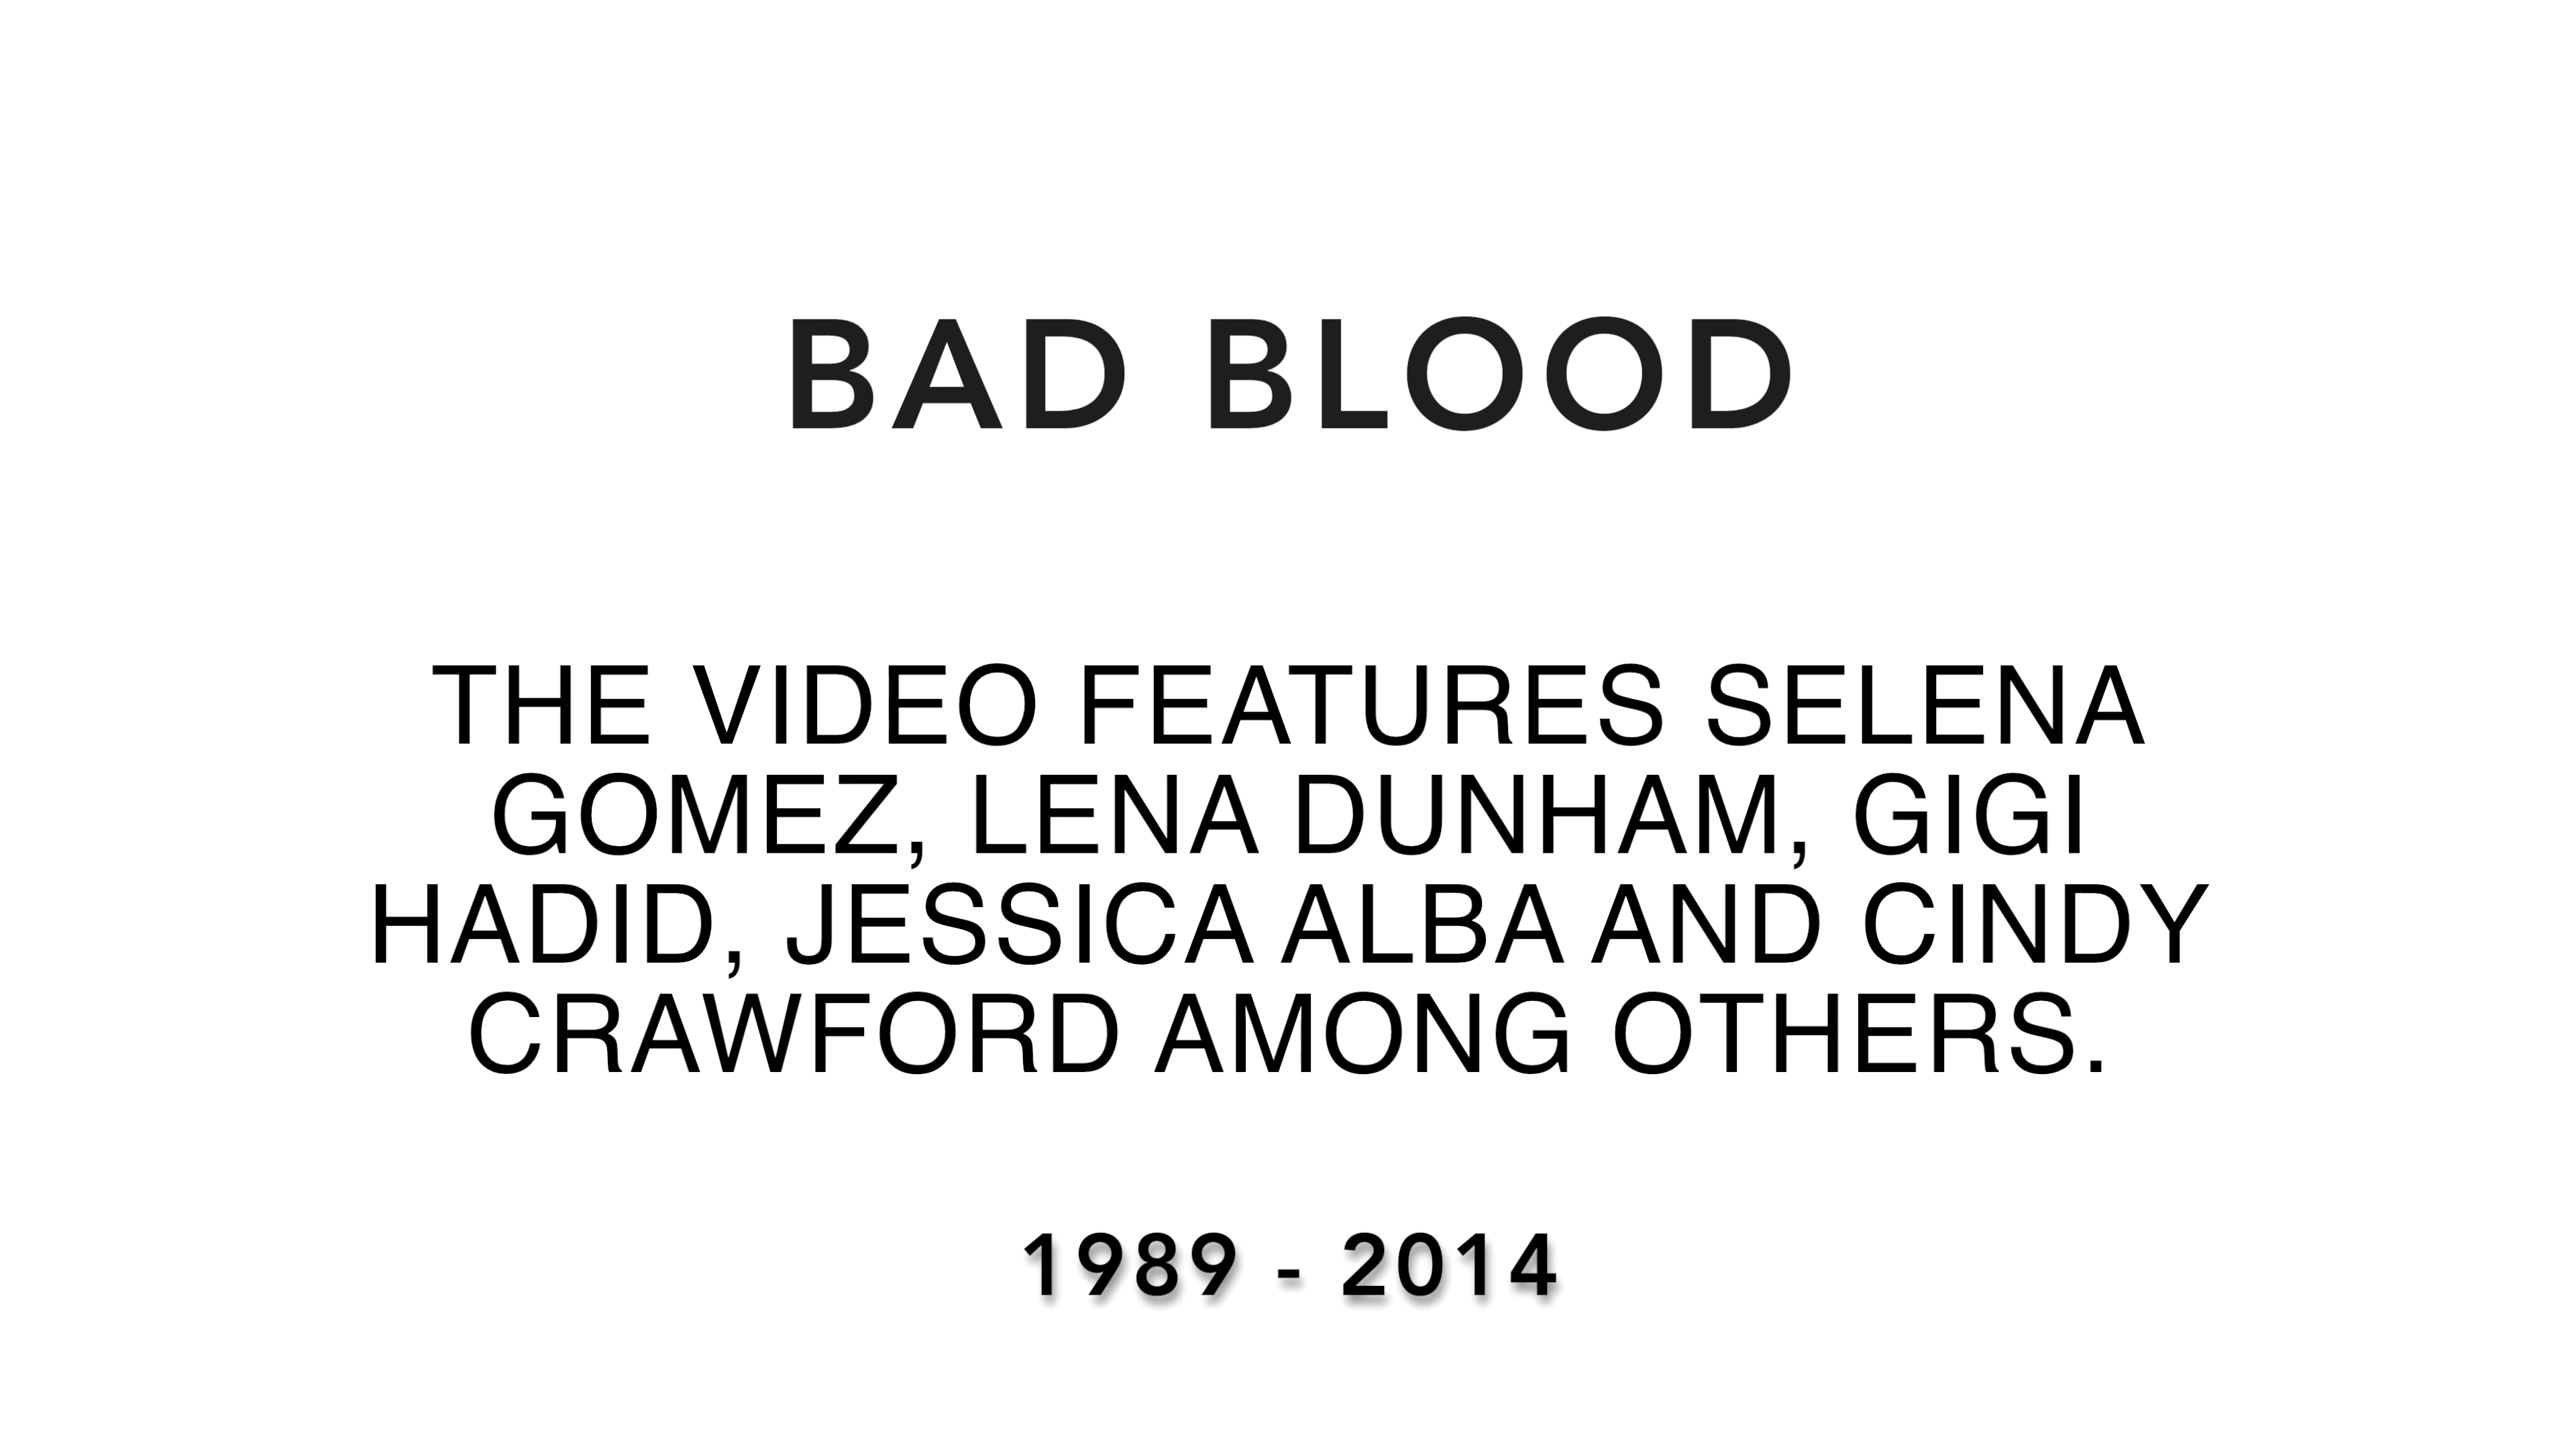 BAD BLOOD
THE VIDEO FEATURES SELENA
GOMEZ, LENA DUNHAM, GIGI
HADID, JESSICA ALBA AND CINDY
CRAWFORD AMONG OTHERS.
1989 - 2014